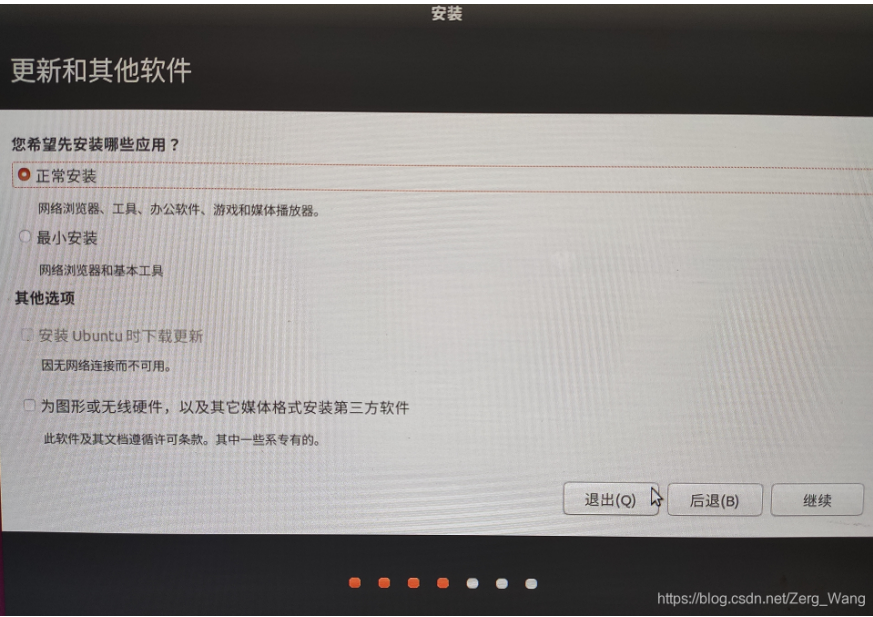 安装
更新和其他软件
您希望先安装哪些应用？
正常安装
网络浏览器、工具、办公软件、游戏和媒体播放器。
最小安装
网络浏览器和基本工具
其他选项
安装 Ubuntu 时下载更新
因无网络连接而不可用。
为图形或无线硬件，以及其它媒体格式安装第三方软件
此软件及其文档遵循许可条款。其中一些系专有的。
退出(Q) 后退(B) 继续
https://blog.csdn.net/Zerg_Wang